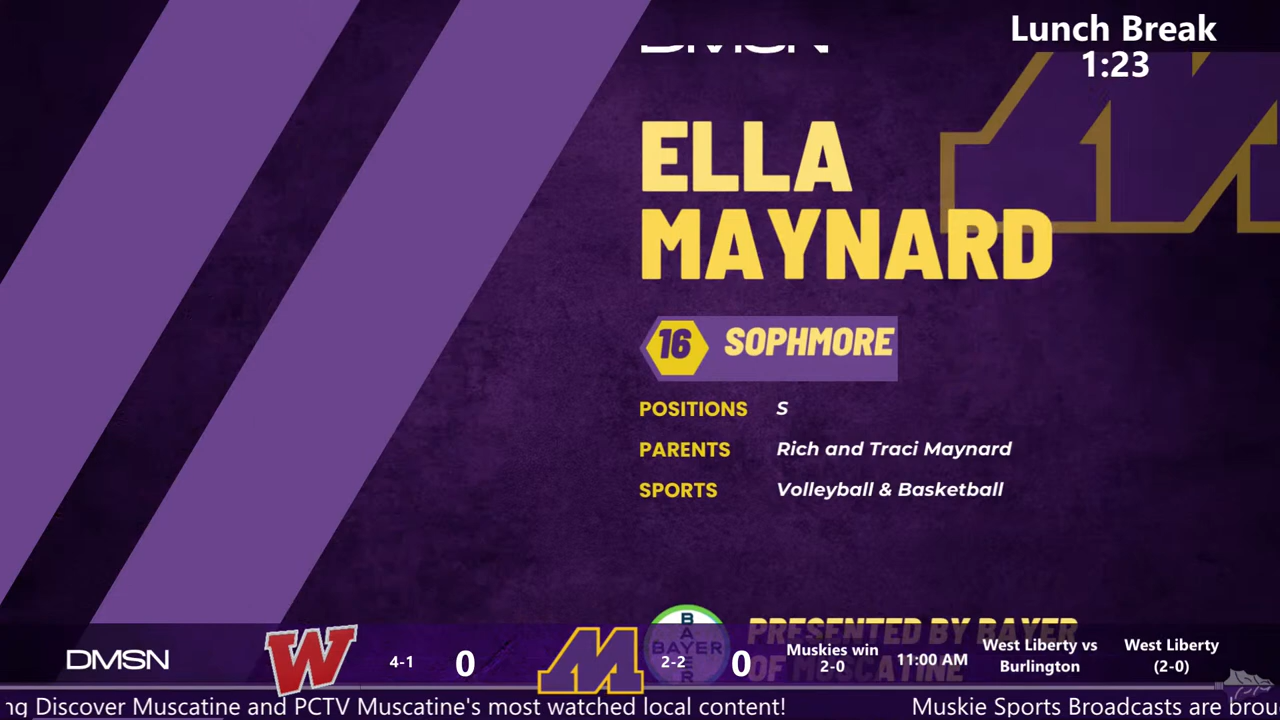 Lunch Break
1:23
DMSN
ELLA
MAYNARD
16 SOPHMORE
POSITIONS S
PARENTS Rich and Traci Maynard
SPORTS Volleyball & Basketball
PRESENTED BY BAYER
OF MUSCATINE
BAYER
BAYER
DMSN W 4-1 0 M 2-2 0
Muskies win
2-0
11:00 AM
West Liberty vs
Burlington
West Liberty
(2-0)
ng Discover Muscatine and PCTV Muscatine's most watched local content! Muskie Sports Broadcasts are brou